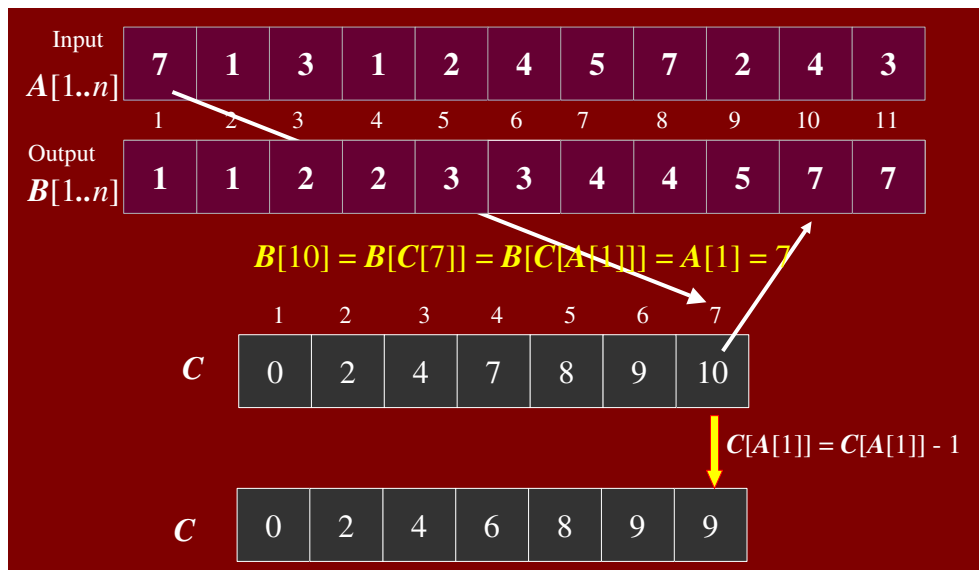 Input
A[1..n] 7 1 3 1 2 4 5 7 2 4 3
1 2 3 4 5 6 7 8 9 10 11
Output
B[1..n] 1 1 2 2 3 3 4 4 5 7 7
B[10] = B[C[7]] = B[C[A[1]]] = A[1] = 7
1 2 3 4 5 6 7
C 0 2 4 7 8 9 10
C[A[1]] = C[A[1]] - 1
C 0 2 4 6 8 9 9